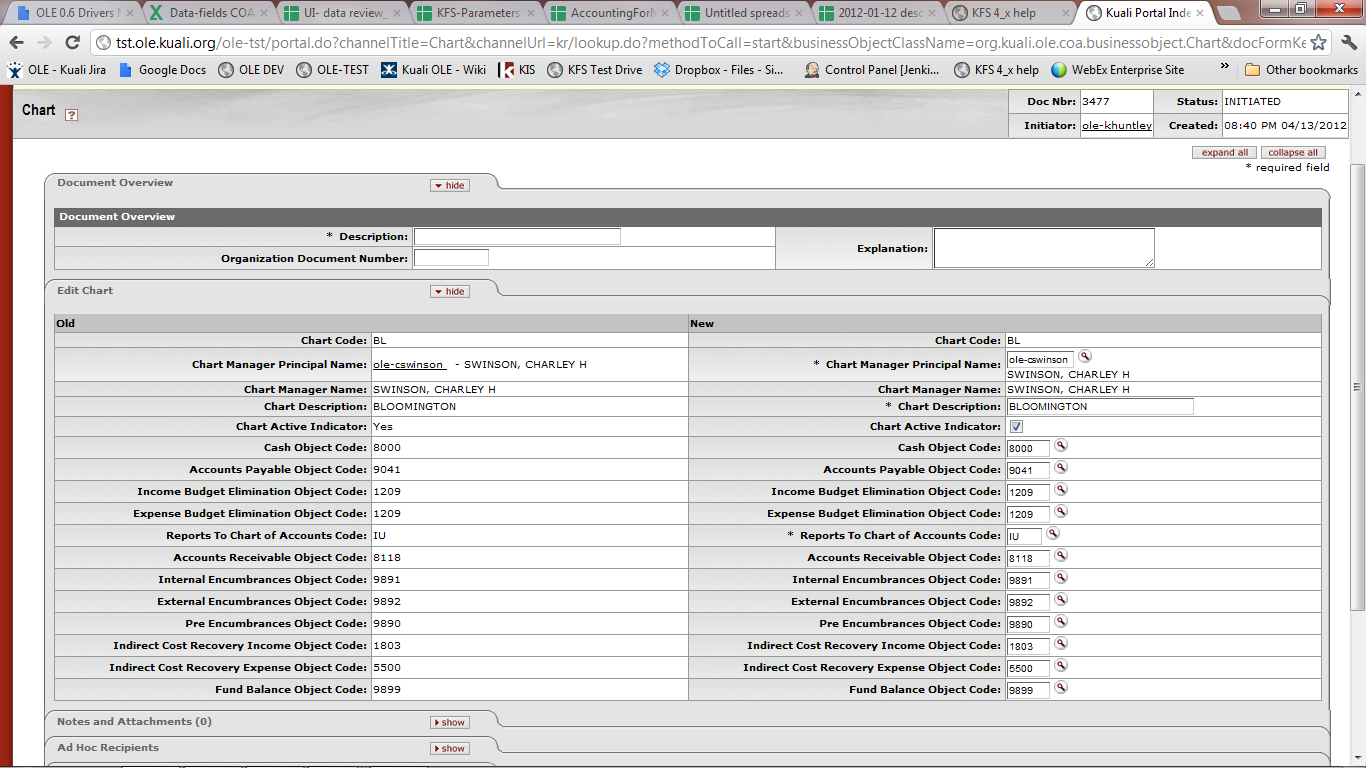 OLE 0.6 Drivers M
Data-fields COA
UI- data review_
KFS-Parameters
AccountingForM
Untitled spreads
2012-01-12 desc
KFS 4_x help
Kuali Portal Inde
tst.ole.kuali.org/ole-tst/portal.do?channelTitle=Chart&channelUrl=kr/lookup.do?methodToCall=start&businessObjectClassName=org.kuali.ole.coa.businessobject.Chart&docFormKe
OLE - Kuali Jira
Google Docs
OLE DEV
OLE-TEST
Kuali OLE - Wiki
KIS
KFS Test Drive
Dropbox - Files - Si...
Control Panel [Jenki...
KFS 4_x help
WebEx Enterprise Site
»
Other bookmarks
Chart ?
Doc Nbr: 3477 Status: INITIATED
Initiator: ole-khuntley Created: 08:40 PM 04/13/2012
expand all collapse all
* required field
Document Overview hide
Document Overview
* Description: Explanation:
Organization Document Number:
Edit Chart hide
Old New
Chart Code: BL Chart Code: BL
Chart Manager Principal Name: ole-cswinson - SWINSON, CHARLEY H * Chart Manager Principal Name: ole-cswinson
SWINSON, CHARLEY H
Chart Manager Name: SWINSON, CHARLEY H Chart Manager Name: SWINSON, CHARLEY H
Chart Description: BLOOMINGTON * Chart Description: BLOOMINGTON
Chart Active Indicator: Yes Chart Active Indicator:
Cash Object Code: 8000 Cash Object Code: 8000
Accounts Payable Object Code: 9041 Accounts Payable Object Code: 9041
Income Budget Elimination Object Code: 1209 Income Budget Elimination Object Code: 1209
Expense Budget Elimination Object Code: 1209 Expense Budget Elimination Object Code: 1209
Reports To Chart of Accounts Code: IU * Reports To Chart of Accounts Code: IU
Accounts Receivable Object Code: 8118 Accounts Receivable Object Code: 8118
Internal Encumbrances Object Code: 9891 Internal Encumbrances Object Code: 9891
External Encumbrances Object Code: 9892 External Encumbrances Object Code: 9892
Pre Encumbrances Object Code: 9890 Pre Encumbrances Object Code: 9890
Indirect Cost Recovery Income Object Code: 1803 Indirect Cost Recovery Income Object Code: 1803
Indirect Cost Recovery Expense Object Code: 5500 Indirect Cost Recovery Expense Object Code: 5500
Fund Balance Object Code: 9899 Fund Balance Object Code: 9899
Notes and Attachments (0) show
Ad Hoc Recipients show